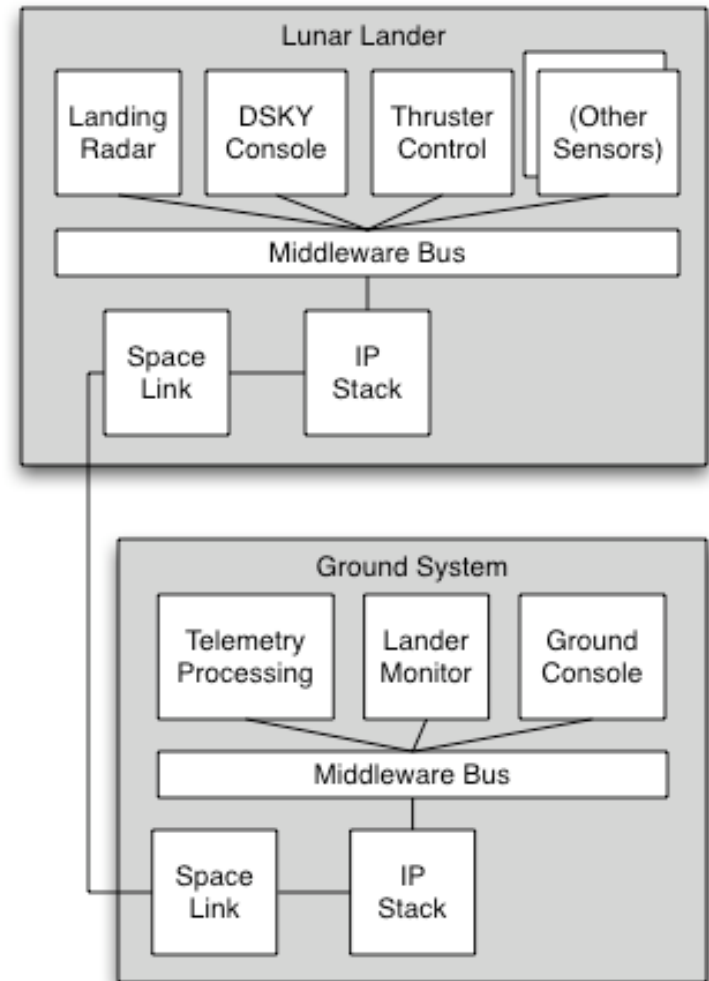 Lunar Lander
Landing
Radar
DSKY
Console
Thruster
Control
(Other
Sensors)
Middleware Bus
Space
Link
IP
Stack
Ground System
Telemetry
Processing
Lander
Monitor
Ground
Console
Middleware Bus
Space
Link
IP
Stack